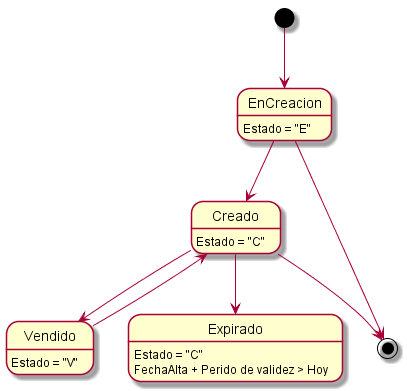 EnCreacion
Estado = "E"
Creado
Estado = "C"
Vendido
Estado = "V"
Expirado
Estado = "C"
FechaAlta + Perido de validez > Hoy